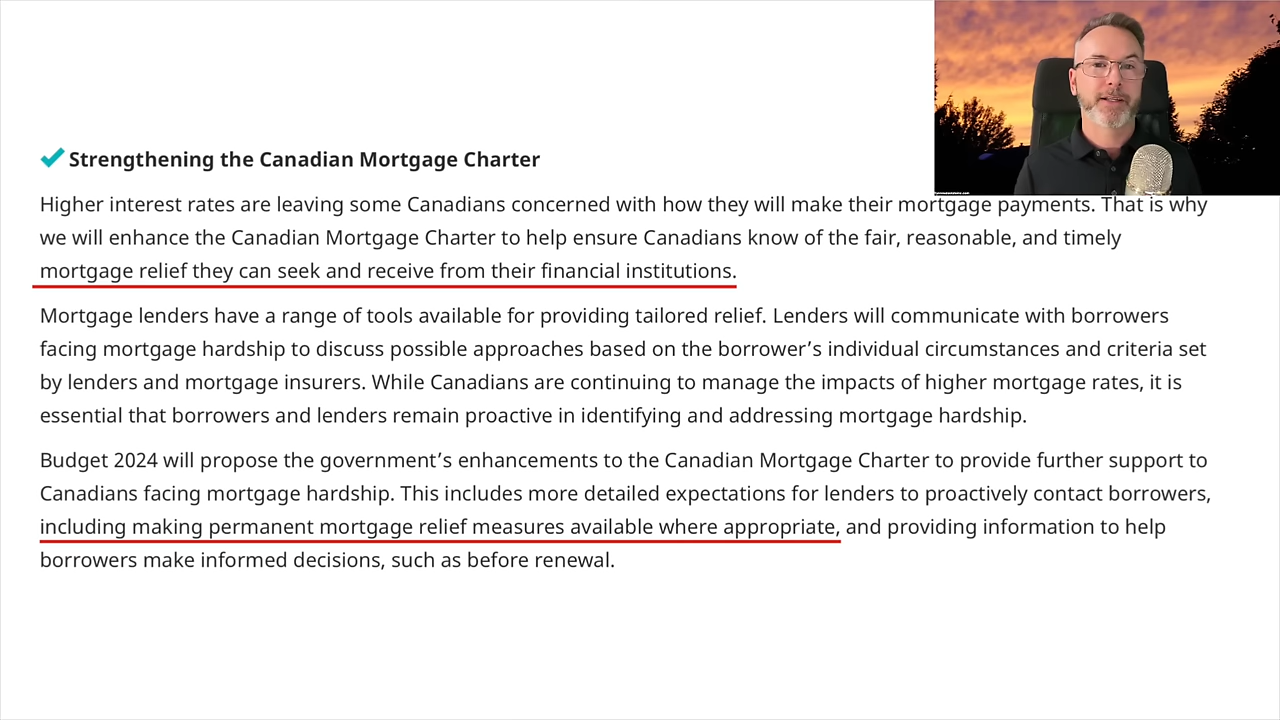 Strengthening the Canadian Mortgage Charter
Higher interest rates are leaving some Canadians concerned with how they will make their mortgage payments. That is why
we will enhance the Canadian Mortgage Charter to help ensure Canadians know of the fair, reasonable, and timely
mortgage relief they can seek and receive from their financial institutions.
Mortgage lenders have a range of tools available for providing tailored relief. Lenders will communicate with borrowers
facing mortgage hardship to discuss possible approaches based on the borrower’s individual circumstances and criteria set
by lenders and mortgage insurers. While Canadians are continuing to manage the impacts of higher mortgage rates, it is
essential that borrowers and lenders remain proactive in identifying and addressing mortgage hardship.
Budget 2024 will propose the government’s enhancements to the Canadian Mortgage Charter to provide further support to
Canadians facing mortgage hardship. This includes more detailed expectations for lenders to proactively contact borrowers,
including making permanent mortgage relief measures available where appropriate, and providing information to help
borrowers make informed decisions, such as before renewal.